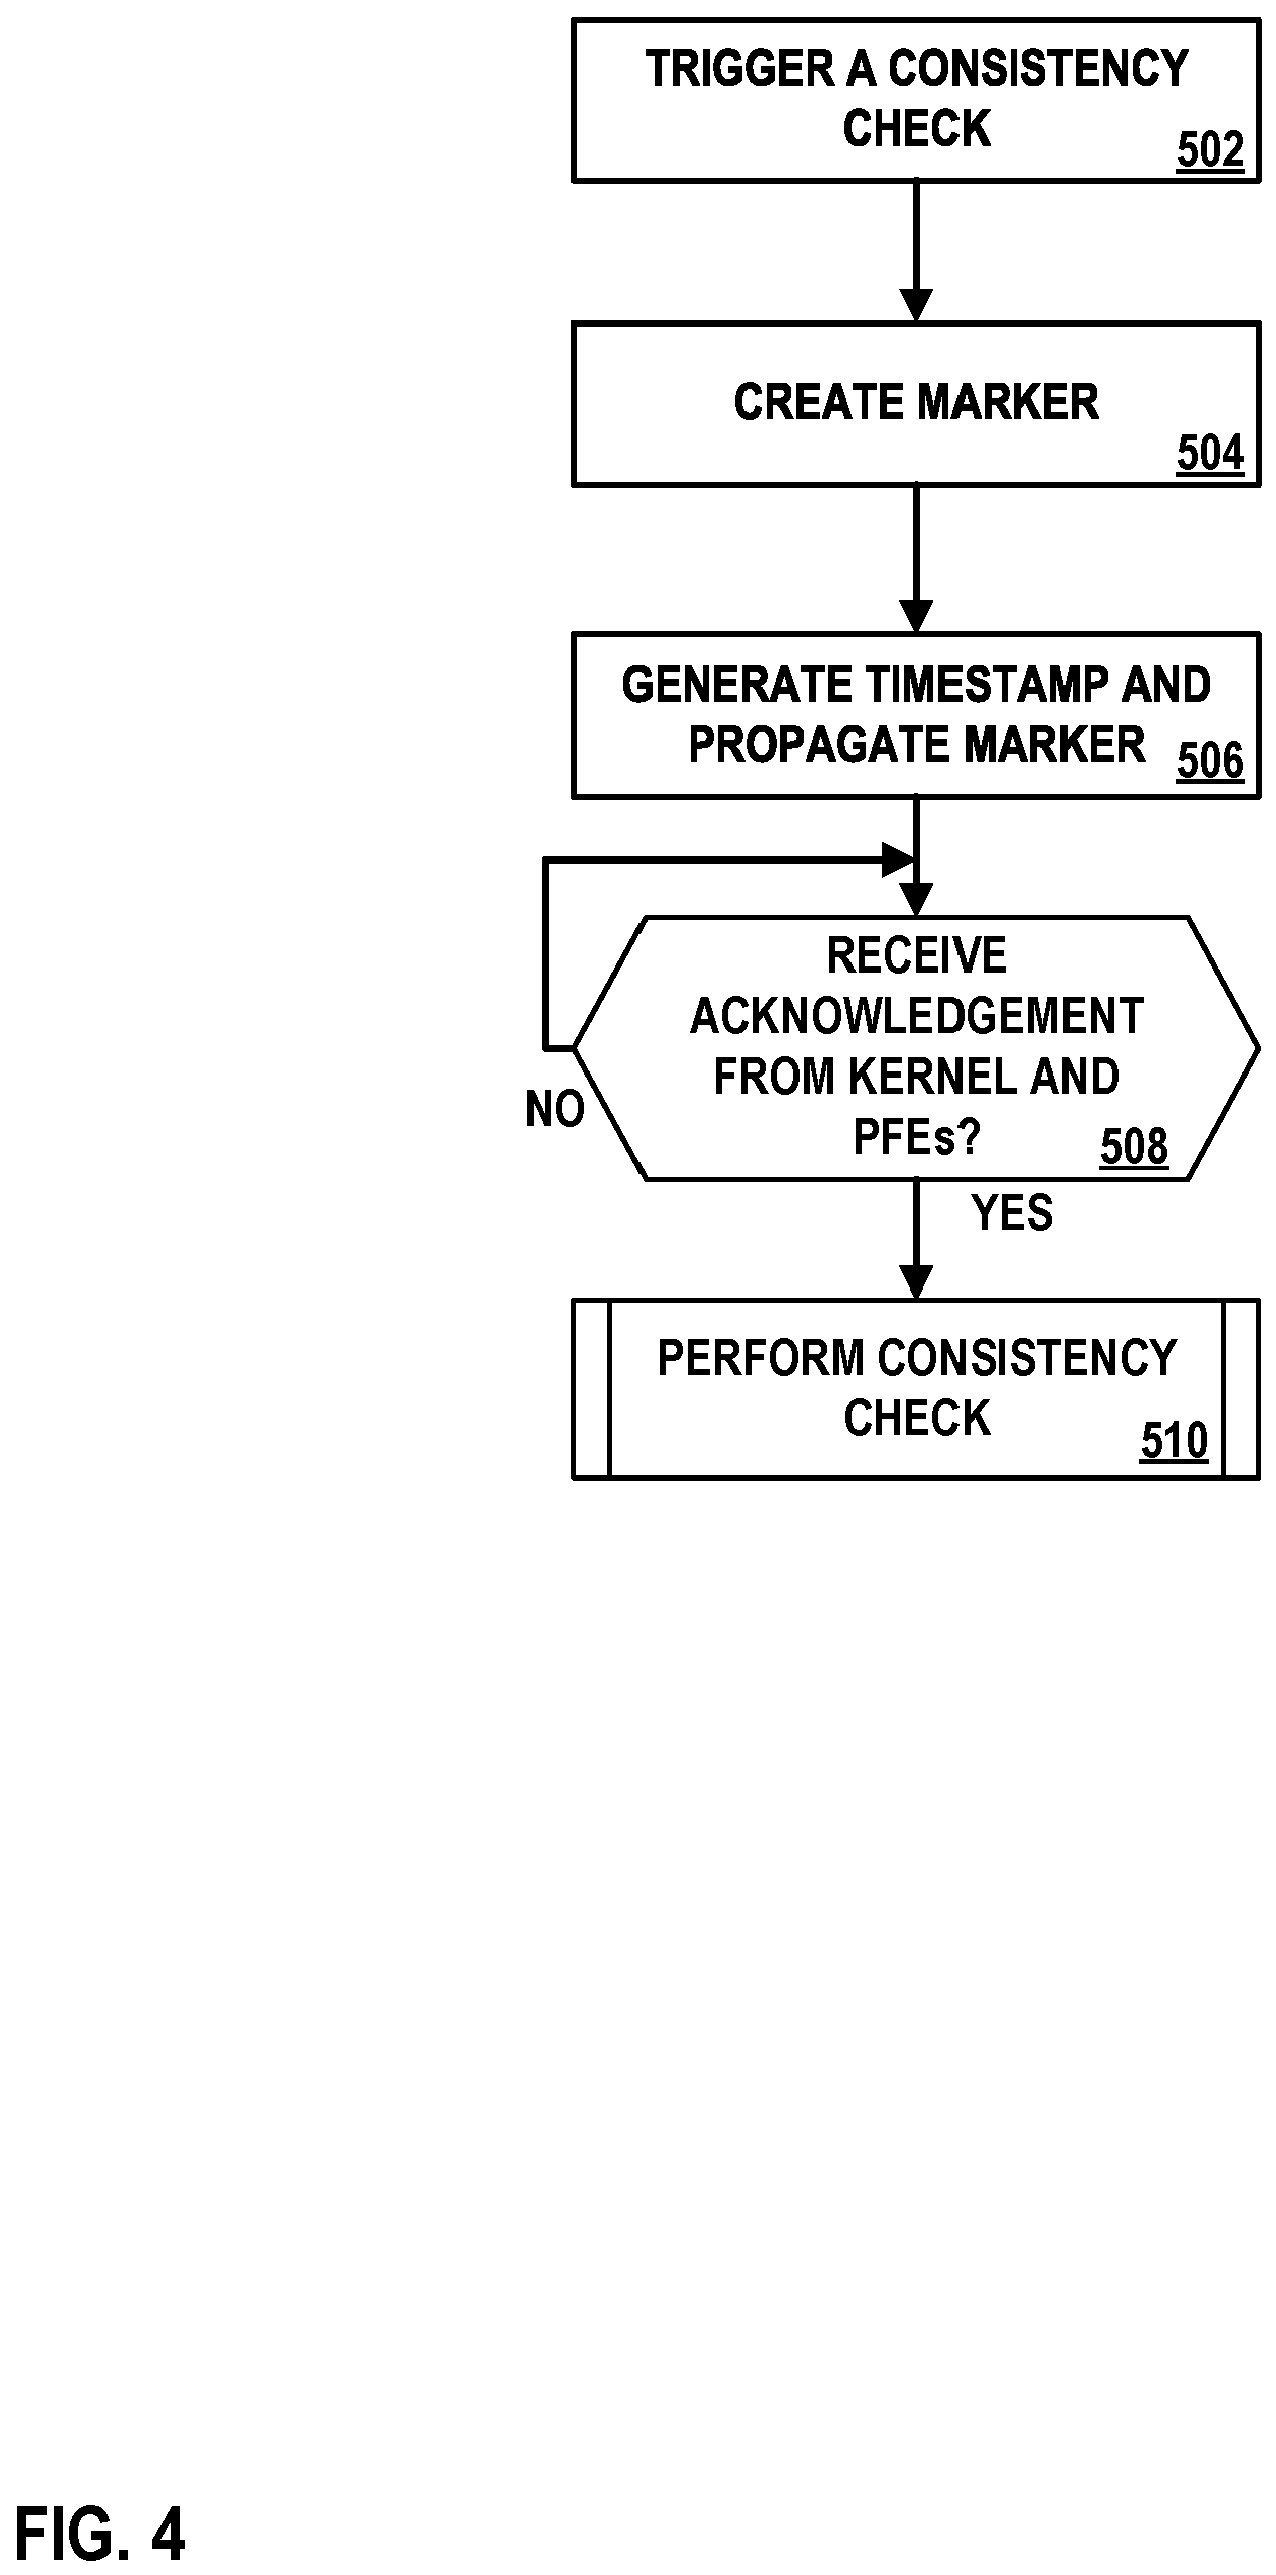 TRIGGER A CONSISTENCY
CHECK
502
CREATE MARKER
504
GENERATE TIMESTAMP AND
PROPAGATE MARKER
506
RECEIVE
ACKNOWLEDGEMENT
FROM KERNEL AND
PFEs?
508
NO
YES
PERFORM CONSISTENCY
CHECK
510
FIG. 4